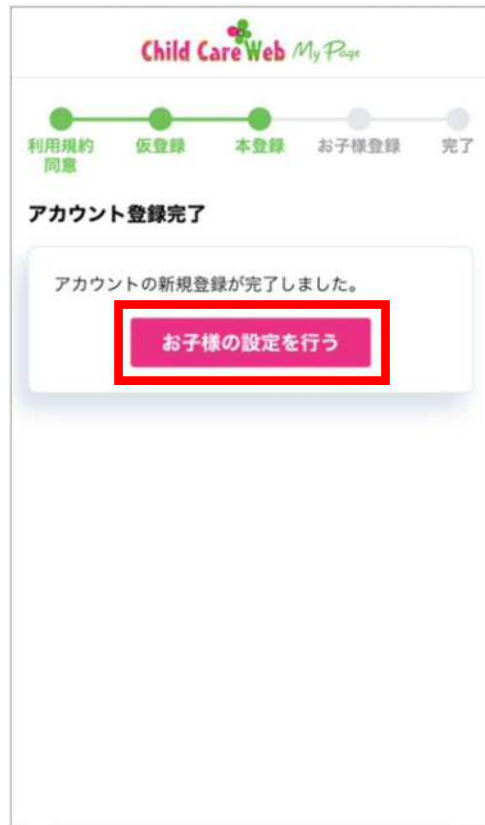 Child Care Web My Page
利用規約 仮登録 本登録 お子様登録 完了
同意
アカウント登録完了
アカウントの新規登録が完了しました。
お子様の設定を行う